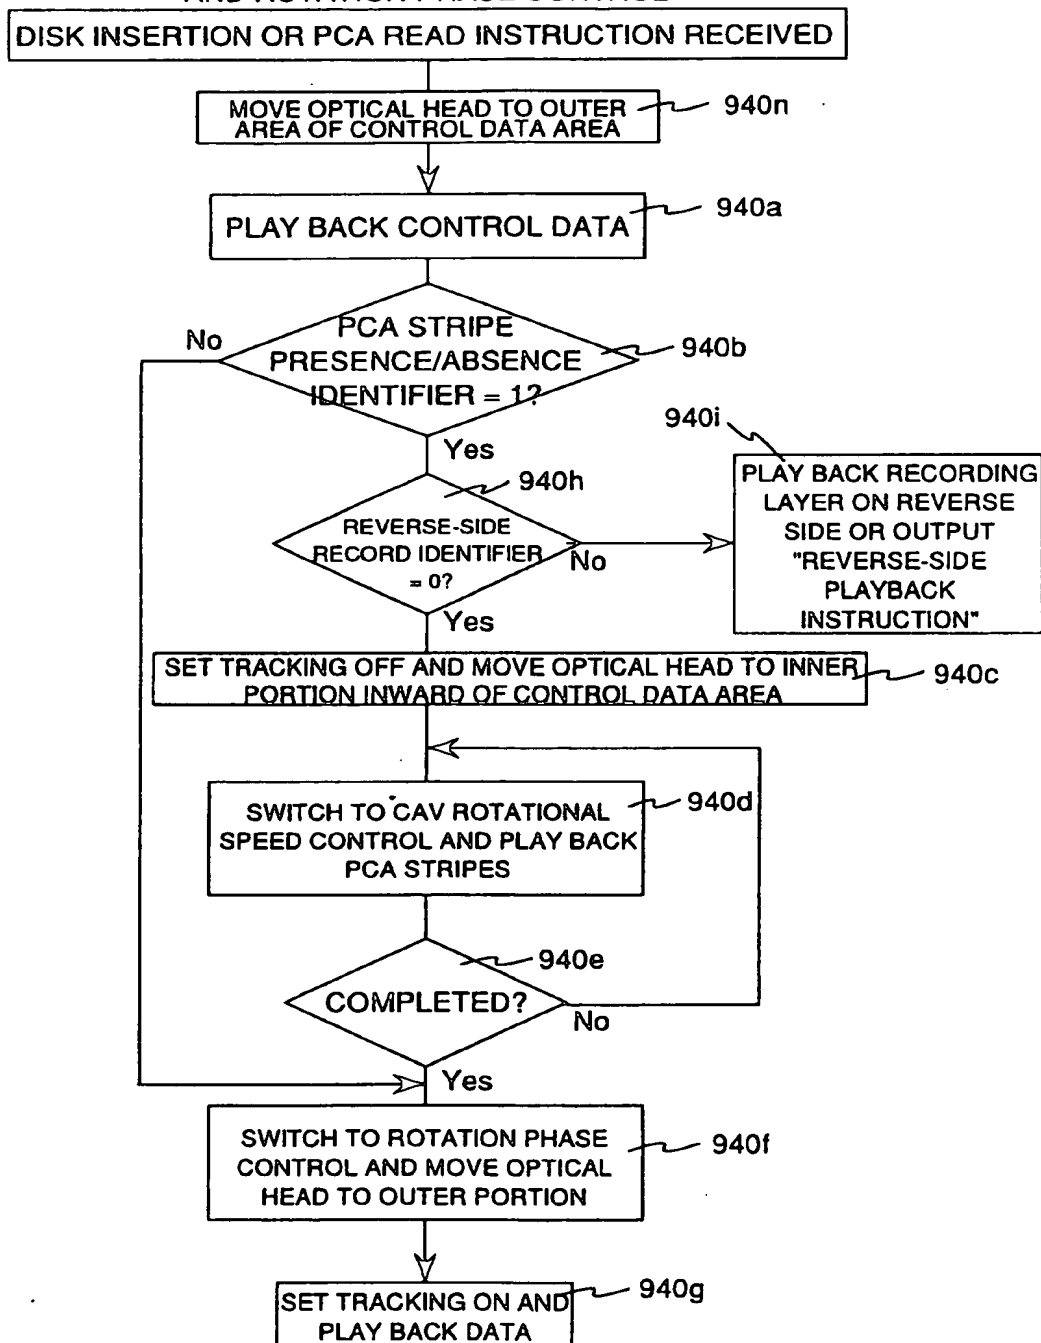 DISK INSERTION OR PCA READ INSTRUCTION RECEIVED
MOVE OPTICAL HEAD TO OUTER
AREA OF CONTROL DATA AREA
940n
PLAY BACK CONTROL DATA
940a
No
PCA STRIPE
PRESENCE/ABSENCE
IDENTIFIER = 1?
940b
Yes
940i
PLAY BACK RECORDING
LAYER ON REVERSE
SIDE OR OUTPUT
"REVERSE-SIDE
PLAYBACK
INSTRUCTION"
940h
REVERSE-SIDE
RECORD IDENTIFIER
= 0?
No
Yes
SET TRACKING OFF AND MOVE OPTICAL HEAD TO INNER
PORTION INWARD OF CONTROL DATA AREA
940c
SWITCH TO CAV ROTATIONAL
SPEED CONTROL AND PLAY BACK
PCA STRIPES
940d
940e
COMPLETED?
No
Yes
SWITCH TO ROTATION PHASE
CONTROL AND MOVE OPTICAL
HEAD TO OUTER PORTION
940f
SET TRACKING ON AND
PLAY BACK DATA
940g